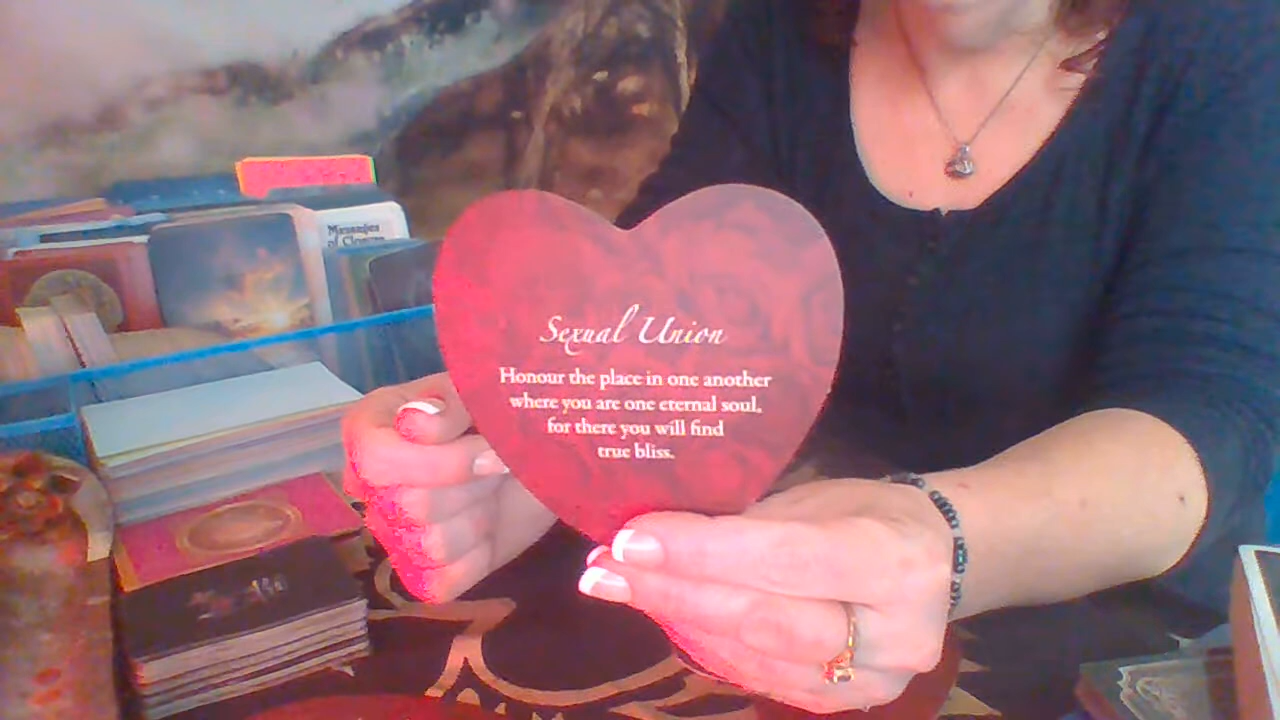 Messages
of
Sexual Union
Honour the place in one another
where you are one eternal soul,
for there you will find
true bliss.